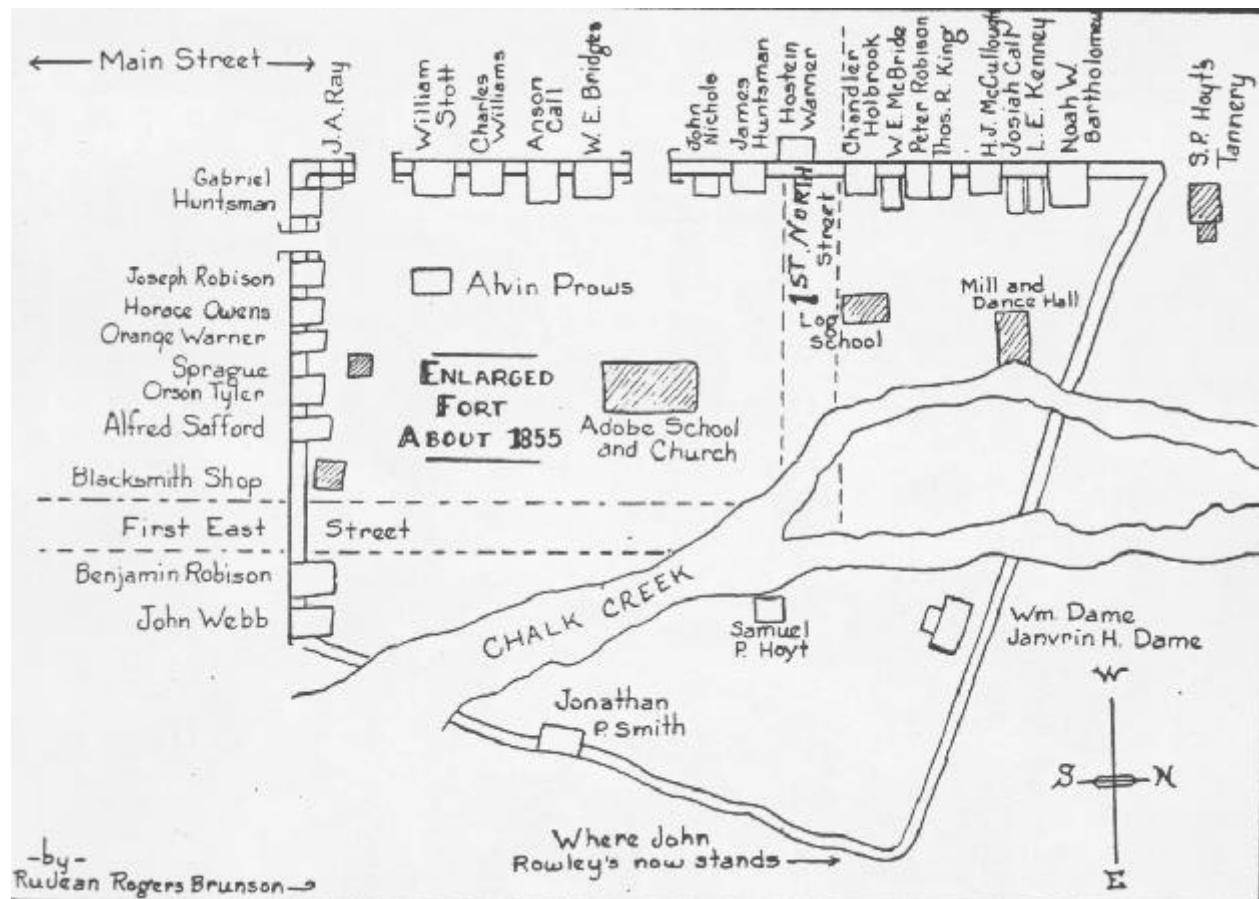 ← Main Street →
J.A. Ray
William
Stott
Charles
Williams
Anson
Call
W. E. Bridges
John
Nichols
James
Huntsman
Hostein
Warner
Chandler
Holbrook
W.E. McBride
Peter Robison
Thos. R. King
H.J. McCullough
Josiah Call
L. E. Kenney
Noah W.
Bartholomew
S. P. Hoyt's
Tannery
Gabriel
Huntsman
Joseph Robison
Horace Owens
Orange Warner
Sprague
Orson Tyler
Alfred Safford
Blacksmith Shop
First East Street
Benjamin Robison
John Webb
Alvin Prows
ENLARGED
FORT
ABOUT 1855
Adobe School
and Church
1ST. NORTH
Street
Log
School
Mill and
Dance Hall
CHALK CREEK
Samuel
P. Hoyt
Wm. Dame
Janvrin H. Dame
Jonathan
P. Smith
Where John
Rowley's now stands →
W
S N
E
-by-
RuJean Rogers Brunson→